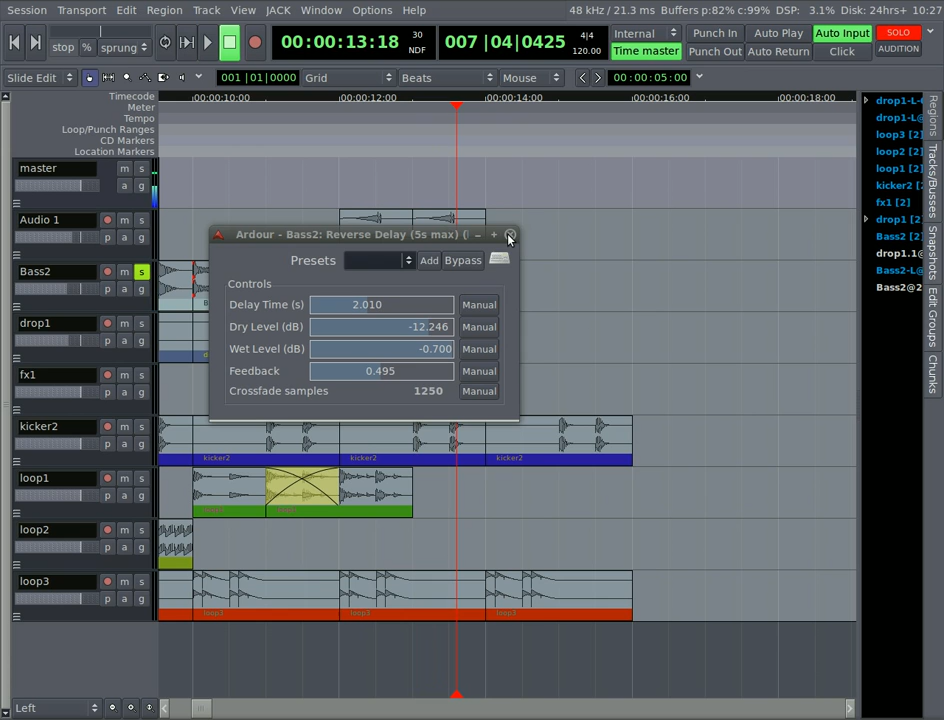 Session Transport Edit Region Track View JACK Window Options Help 48 kHz / 21.3 ms Buffers p:82% c:99% DSP: 3.1% Disk: 24hrs+ 10:27
stop % sprung 00:00:13:18 30 NDF 007|04|0425 4|4 120.00 Internal Punch In Auto Play Auto Input SOLO
Time master Punch Out Auto Return Click AUDITION
Slide Edit 001|01|0000 Grid Beats Mouse 00:00:05:00
Timecode 00:00:10:00 00:00:12:00 00:00:14:00 00:00:16:00 00:00:18:00
Meter
Tempo
Loop/Punch Ranges
CD Markers
Location Markers
master m s
a g
Audio 1 m s
p a g
Bass2 m s
p a g
drop1 m s
p a g
fx1 m s
p a g
kicker2 m s
p a g
kicker2 kicker2 kicker2
loop1 m s
p a g
loop2 m s
p a g
loop3 m s
p a g
loop3 loop3 loop3
Ardour - Bass2: Reverse Delay (5s max) (
Presets Add Bypass
Controls
Delay Time (s) 2.010 Manual
Dry Level (dB) -12.246 Manual
Wet Level (dB) -0.700 Manual
Feedback 0.495 Manual
Crossfade samples 1250 Manual
drop1-L-
drop1-L@
loop3 [2]
loop2 [2]
loop1 [2]
kicker2 [
fx1 [2]
drop1 [2]
Bass2 [2]
drop1.1@
Bass2-L@
Bass2@2
Regions
Tracks/Busses
Snapshots
Edit Groups
Chunks
Left